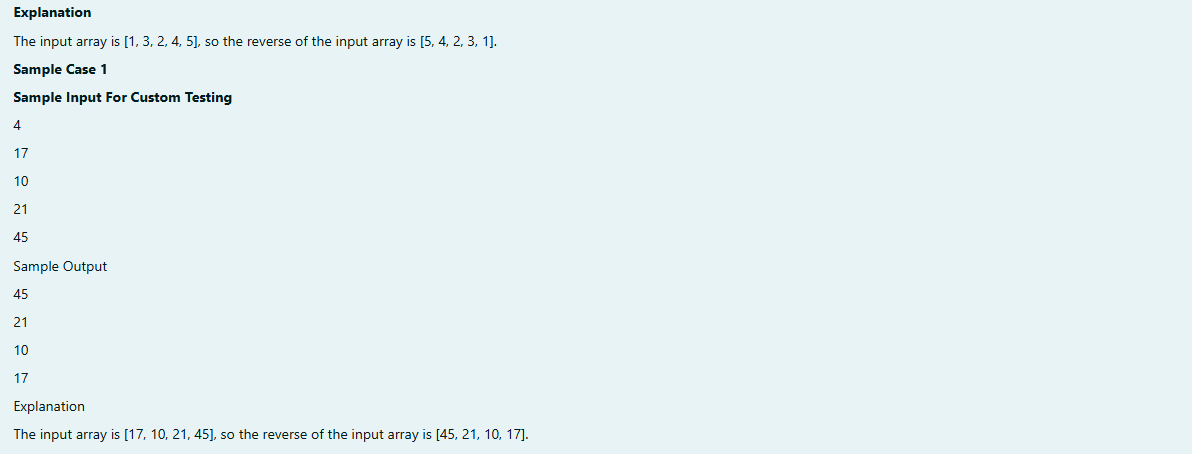 Explanation
The input array is [1, 3, 2, 4, 5], so the reverse of the input array is [5, 4, 2, 3, 1].
Sample Case 1
Sample Input For Custom Testing
4
17
10
21
45
Sample Output
45
21
10
17
Explanation
The input array is [17, 10, 21, 45], so the reverse of the input array is [45, 21, 10, 17].